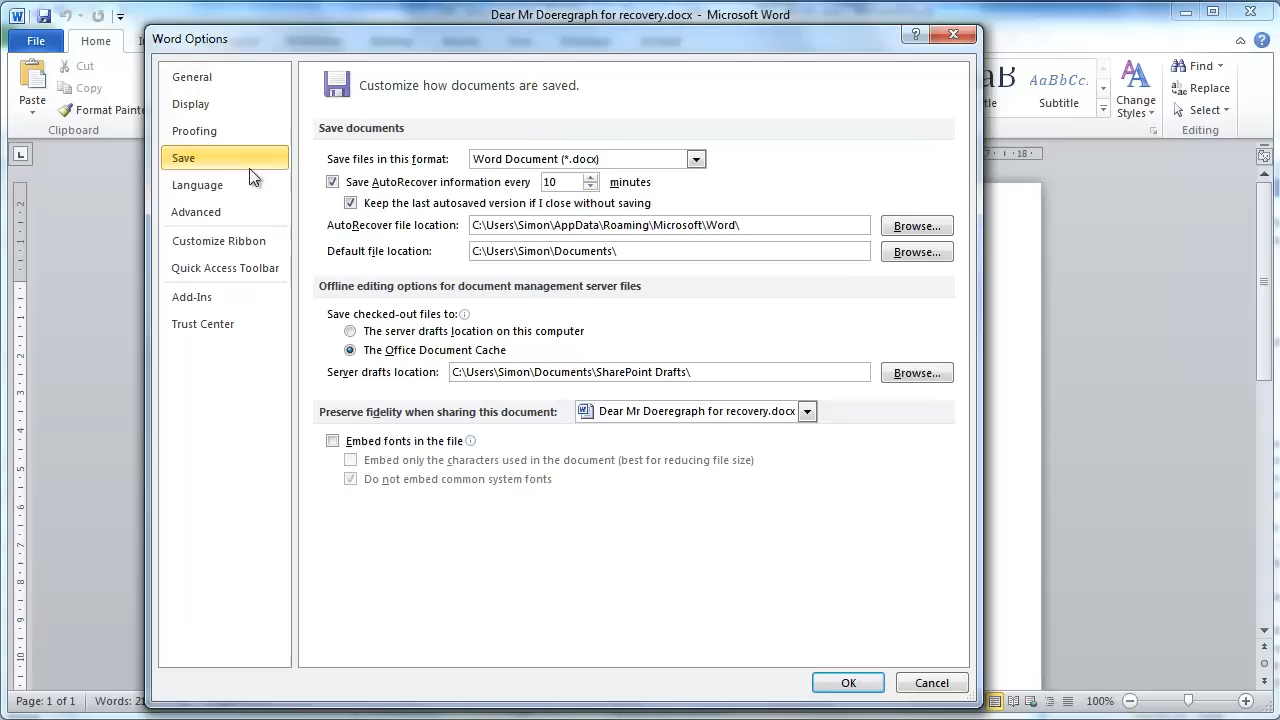 Dear Mr Doeregraph for recovery.docx - Microsoft Word
File
Home
Word Options
Cut
Copy
Format Painte
Paste
Clipboard
Subtitle
AaBbCc.
Change
Styles
Find
Replace
Select
Editing
General
Display
Proofing
Save
Language
Advanced
Customize Ribbon
Quick Access Toolbar
Add-Ins
Trust Center
Customize how documents are saved.
Save documents
Save files in this format: Word Document (*.docx)
Save AutoRecover information every 10 minutes
Keep the last autosaved version if I close without saving
AutoRecover file location: C:\Users\Simon\AppData\Roaming\Microsoft\Word\ Browse...
Default file location: C:\Users\Simon\Documents\ Browse...
Offline editing options for document management server files
Save checked-out files to:
The server drafts location on this computer
The Office Document Cache
Server drafts location: C:\Users\Simon\Documents\SharePoint Drafts\ Browse...
Preserve fidelity when sharing this document: Dear Mr Doeregraph for recovery.docx
Embed fonts in the file
Embed only the characters used in the document (best for reducing file size)
Do not embed common system fonts
OK Cancel
Page: 1 of 1 Words: 21 100%